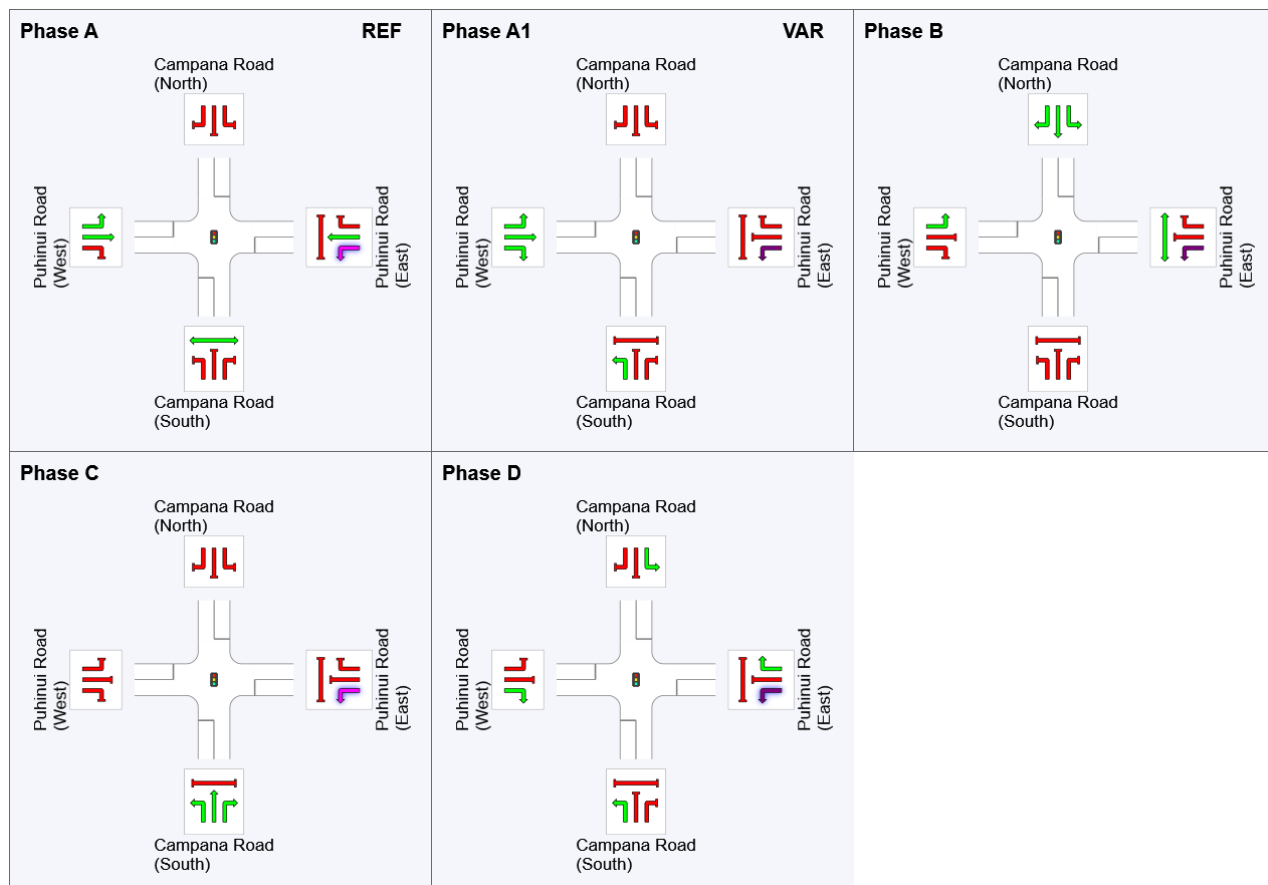 Phase A REF
Campana Road
(North)
Puhinui Road
(West)
Puhinui Road
(East)
Campana Road
(South)
Phase A1 VAR
Campana Road
(North)
Puhinui Road
(West)
Puhinui Road
(East)
Campana Road
(South)
Phase B
Campana Road
(North)
Puhinui Road
(West)
Puhinui Road
(East)
Campana Road
(South)
Phase C
Campana Road
(North)
Puhinui Road
(West)
Puhinui Road
(East)
Campana Road
(South)
Phase D
Campana Road
(North)
Puhinui Road
(West)
Puhinui Road
(East)
Campana Road
(South)